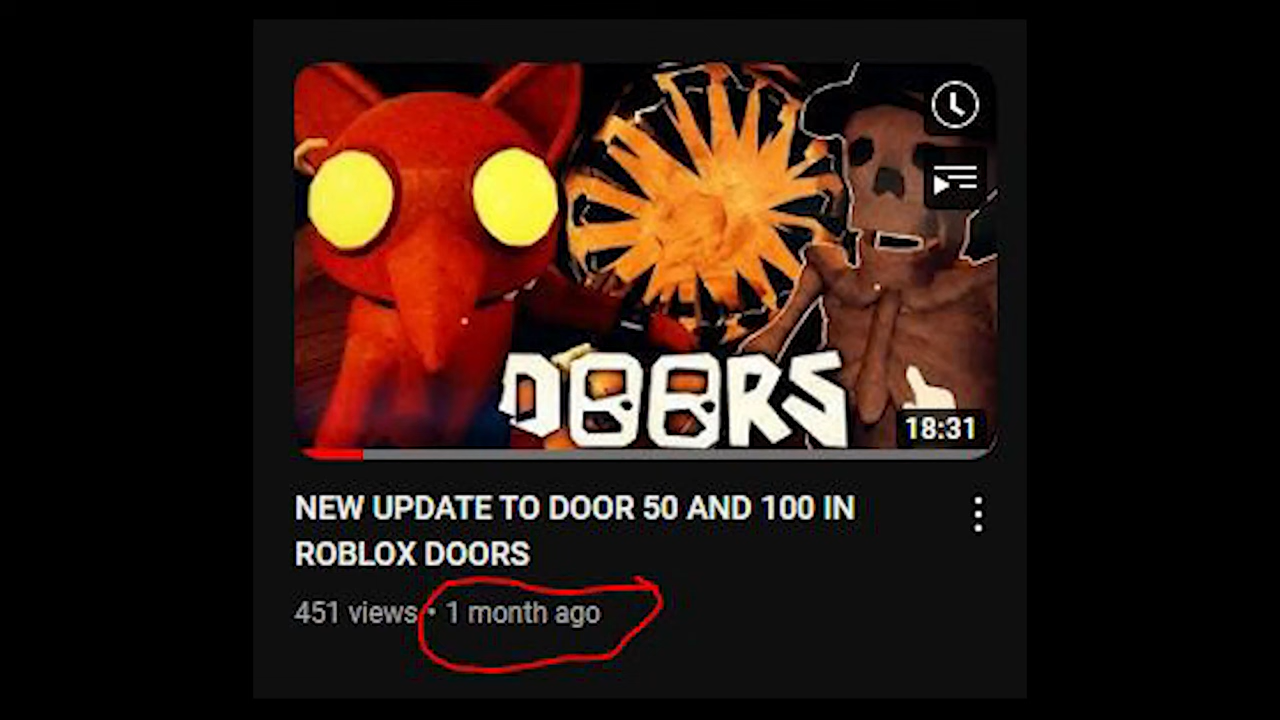 DOORS
18:31
NEW UPDATE TO DOOR 50 AND 100 IN
ROBLOX DOORS
451 views • 1 month ago